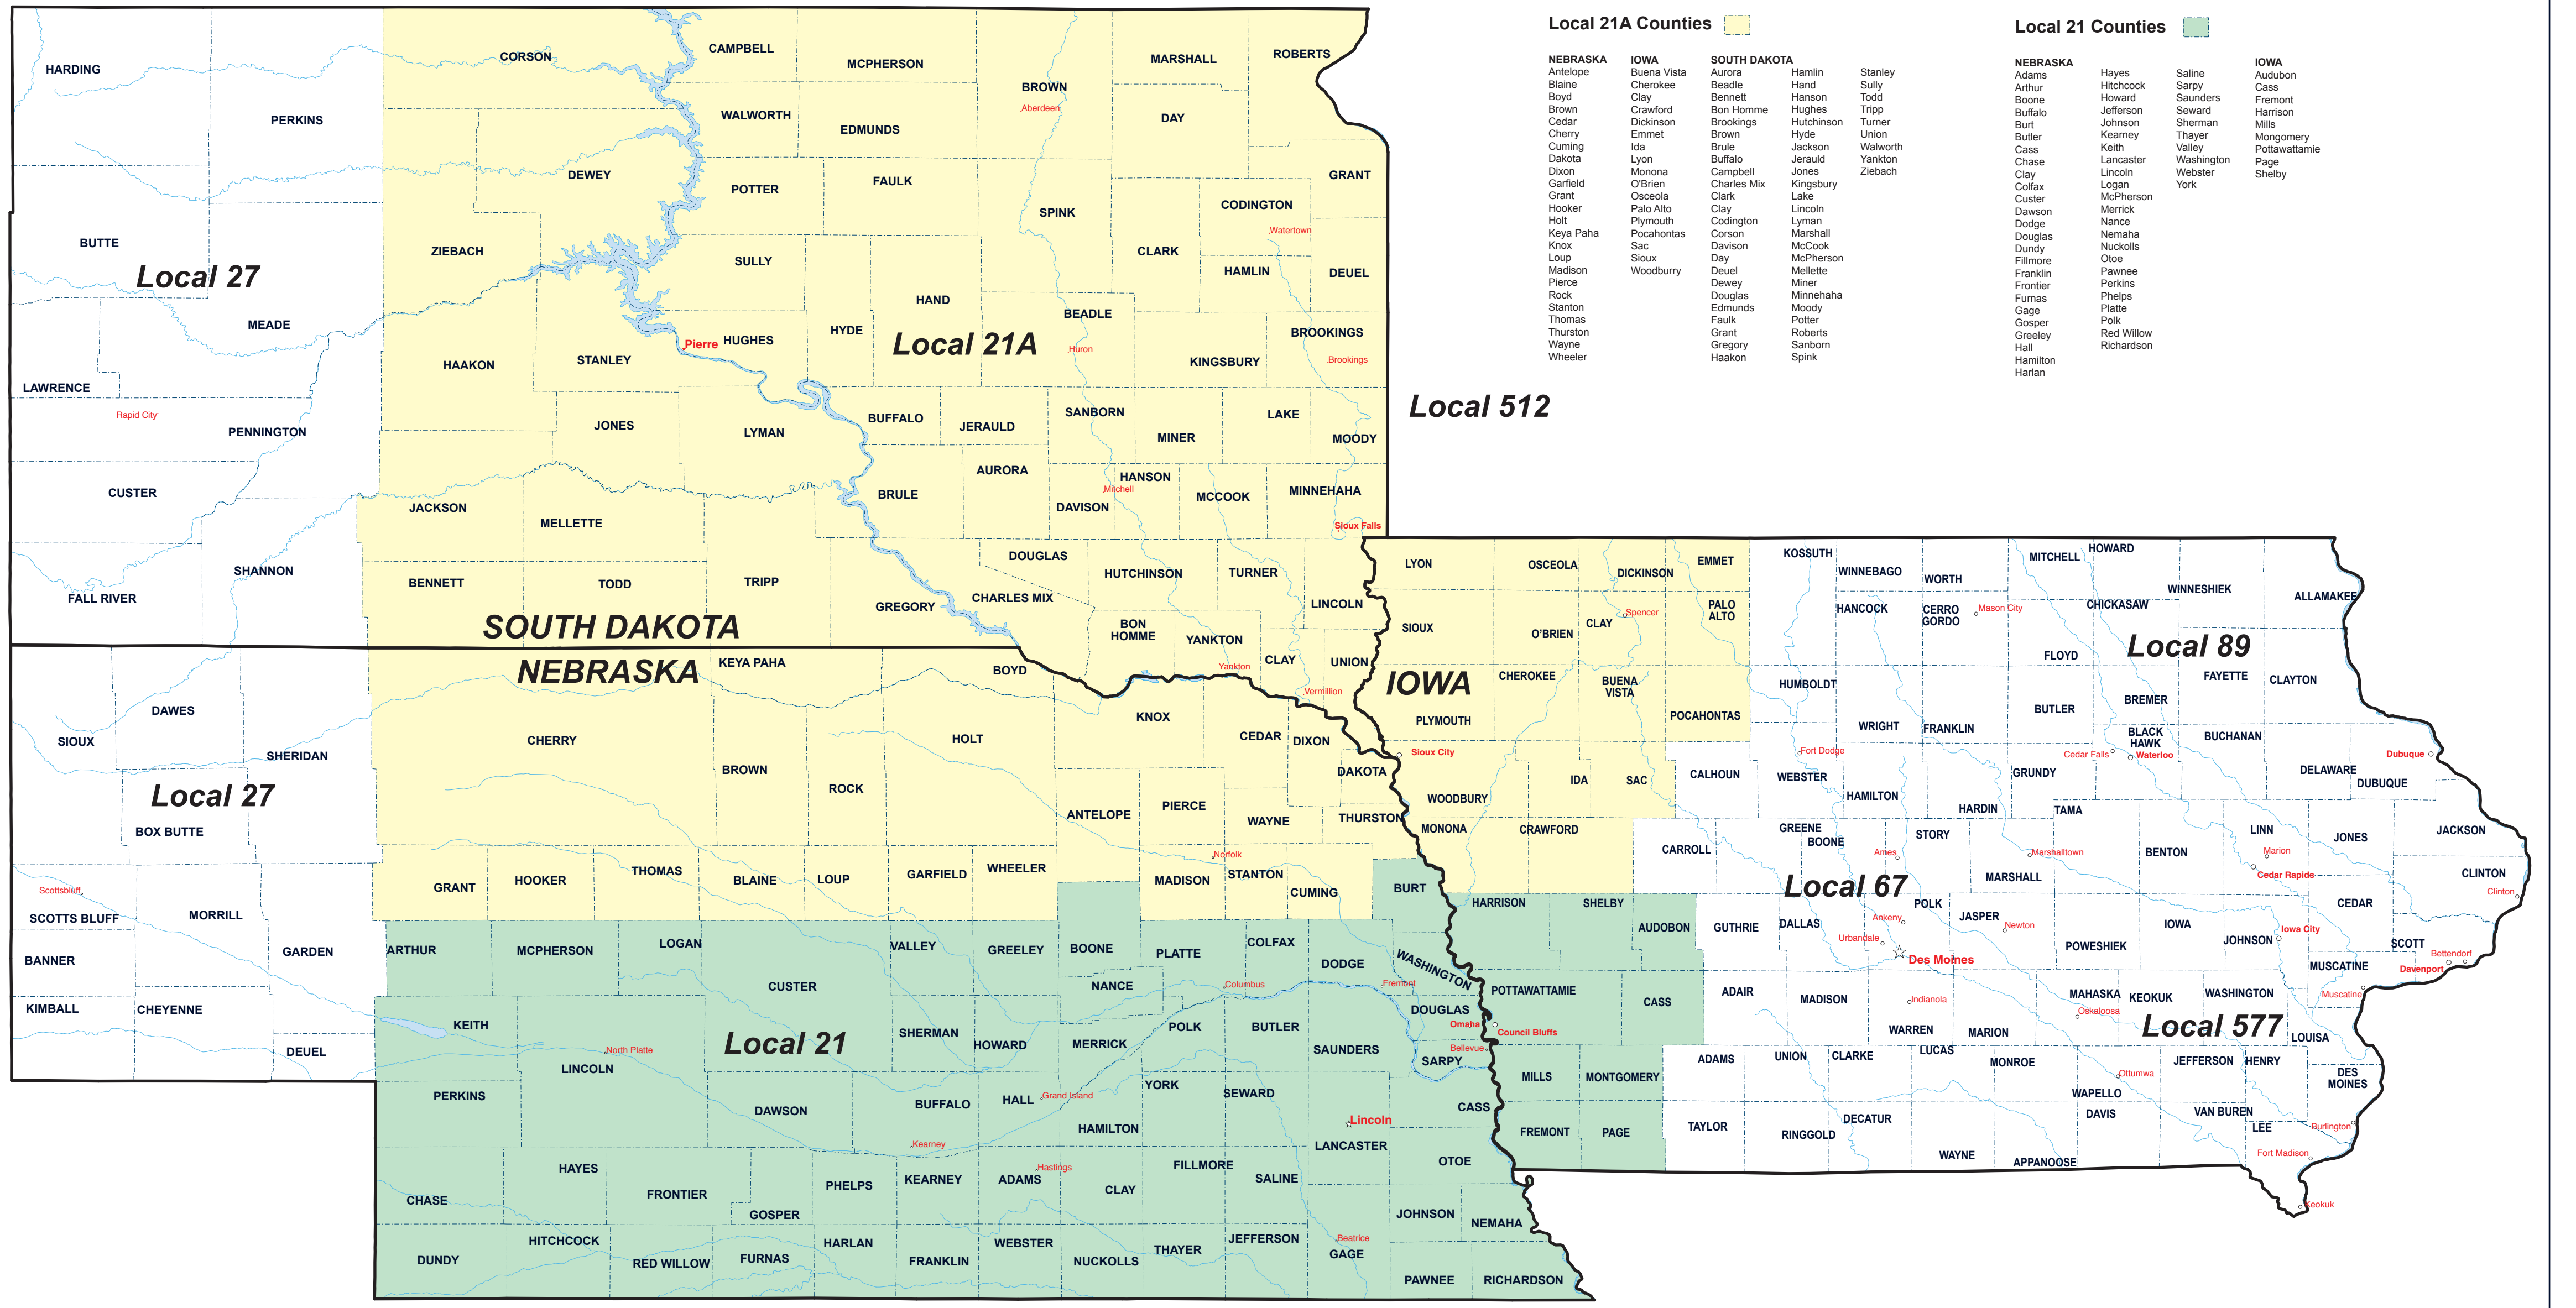 Local 21A Counties
NEBRASKA
Antelope
Blaine
Boyd
Brown
Cedar
Cherry
Cuming
Dakota
Dixon
Garfield
Grant
Hooker
Holt
Keya Paha
Knox
Loup
Madison
Pierce
Rock
Stanton
Thomas
Thurston
Wayne
Wheeler
IOWA
Buena Vista
Cherokee
Clay
Crawford
Dickinson
Emmet
Ida
Lyon
Monona
O'Brien
Osceola
Palo Alto
Plymouth
Pocahontas
Sac
Sioux
Woodburry
SOUTH DAKOTA
Aurora
Beadle
Bennett
Bon Homme
Brookings
Brown
Brule
Buffalo
Campbell
Charles Mix
Clark
Clay
Codington
Corson
Davison
Day
Deuel
Dewey
Douglas
Edmunds
Faulk
Grant
Gregory
Haakon
Hamlin
Hand
Hanson
Hughes
Hutchinson
Hyde
Jackson
Jerauld
Jones
Kingsbury
Lake
Lincoln
Lyman
Marshall
McCook
McPherson
Mellette
Miner
Minnehaha
Moody
Potter
Roberts
Sanborn
Spink
Stanley
Sully
Todd
Tripp
Turner
Union
Walworth
Yankton
Ziebach
Local 21 Counties
NEBRASKA
Adams
Arthur
Boone
Buffalo
Burt
Butler
Cass
Chase
Clay
Colfax
Custer
Dawson
Dodge
Douglas
Dundy
Fillmore
Franklin
Frontier
Furnas
Gage
Gosper
Greeley
Hall
Hamilton
Harlan
Hayes
Hitchcock
Howard
Jefferson
Johnson
Kearney
Keith
Lancaster
Lincoln
Logan
McPherson
Merrick
Nance
Nemaha
Nuckolls
Otoe
Pawnee
Perkins
Phelps
Platte
Polk
Red Willow
Richardson
Saline
Sarpy
Saunders
Seward
Sherman
Thayer
Valley
Washington
Webster
York
IOWA
Audubon
Cass
Fremont
Harrison
Mills
Mongomery
Pottawattamie
Page
Shelby
HARDING
PERKINS
BUTTE
Local 27
MEADE
LAWRENCE
Rapid City
PENNINGTON
CUSTER
SHANNON
FALL RIVER
CORSON
CAMPBELL
MCPHERSON
BROWN
Aberdeen
MARSHALL
ROBERTS
WALWORTH
EDMUNDS
DAY
DEWEY
POTTER
FAULK
GRANT
SPINK
CODINGTON
Watertown
ZIEBACH
SULLY
CLARK
HAMLIN
DEUEL
HAND
BEADLE
HYDE
HUGHES
Pierre
Local 21A
Huron
BROOKINGS
Brookings
KINGSBURY
HAAKON
STANLEY
Local 512
JONES
LYMAN
BUFFALO
JERAULD
SANBORN
MINER
LAKE
MOODY
AURORA
HANSON
Mitchell
BRULE
DAVISON
MCCOOK
MINNEHAHA
Sioux Falls
JACKSON
MELLETTE
DOUGLAS
HUTCHINSON
TURNER
BENNETT
TODD
TRIPP
GREGORY
CHARLES MIX
LINCOLN
BON
HOMME
YANKTON
Yankton
CLAY
UNION
Vermillion
SOUTH DAKOTA
NEBRASKA
KEYA PAHA
BOYD
DAWES
SIOUX
SHERIDAN
Local 27
BOX BUTTE
Scottsbluff
SCOTTS BLUFF
MORRILL
GARDEN
BANNER
KIMBALL
CHEYENNE
DEUEL
CHERRY
BROWN
ROCK
HOLT
KNOX
CEDAR
DIXON
DAKOTA
ANTELOPE
PIERCE
WAYNE
THURSTON
GRANT
HOOKER
THOMAS
BLAINE
LOUP
GARFIELD
WHEELER
Norfolk
MADISON
STANTON
CUMING
BURT
ARTHUR
MCPHERSON
LOGAN
VALLEY
GREELEY
BOONE
PLATTE
COLFAX
DODGE
WASHINGTON
CUSTER
NANCE
Columbus
Fremont
KEITH
Local 21
SHERMAN
HOWARD
MERRICK
POLK
BUTLER
SAUNDERS
DOUGLAS
Omaha
Bellevue
SARPY
North Platte
LINCOLN
PERKINS
DAWSON
BUFFALO
HALL
Grand Island
YORK
SEWARD
CASS
HAMILTON
Lincoln
LANCASTER
Kearney
OTOE
HAYES
CHASE
FRONTIER
GOSPER
PHELPS
KEARNEY
ADAMS
Hastings
CLAY
FILLMORE
SALINE
JOHNSON
NEMAHA
DUNDY
HITCHCOCK
RED WILLOW
FURNAS
HARLAN
FRANKLIN
WEBSTER
NUCKOLLS
THAYER
JEFFERSON
Beatrice
GAGE
PAWNEE
RICHARDSON
IOWA
LYON
OSCEOLA
DICKINSON
EMMET
SIOUX
O'BRIEN
CLAY
Spencer
PALO
ALTO
CHEROKEE
BUENA
VISTA
PLYMOUTH
POCAHONTAS
Sioux City
WOODBURY
IDA
SAC
MONONA
CRAWFORD
HARRISON
SHELBY
AUDOBON
POTTAWATTAMIE
CASS
Council Bluffs
MILLS
MONTGOMERY
FREMONT
PAGE
KOSSUTH
WINNEBAGO
WORTH
MITCHELL
HOWARD
WINNESHIEK
ALLAMAKEE
HANCOCK
CERRO
GORDO
Mason City
CHICKASAW
FLOYD
Local 89
HUMBOLDT
FAYETTE
CLAYTON
WRIGHT
FRANKLIN
BUTLER
BREMER
BLACK
HAWK
BUCHANAN
Fort Dodge
Cedar Falls
Waterloo
Dubuque
CALHOUN
WEBSTER
HAMILTON
HARDIN
GRUNDY
DELAWARE
DUBUQUE
TAMA
CARROLL
GREENE
BOONE
STORY
Ames
Marshalltown
MARSHALL
BENTON
LINN
Marion
Cedar Rapids
JONES
JACKSON
CLINTON
Clinton
Local 67
GUTHRIE
DALLAS
POLK
Ankeny
Urbandale
Des Moines
JASPER
Newton
POWESHIEK
IOWA
JOHNSON
Iowa City
CEDAR
SCOTT
Bettendorf
Davenport
MUSCATINE
Muscatine
ADAIR
MADISON
Indianola
WARREN
MARION
MAHASKA
Oskaloosa
KEOKUK
WASHINGTON
Local 577
LOUISA
ADAMS
UNION
CLARKE
LUCAS
MONROE
Ottumwa
WAPELLO
JEFFERSON
HENRY
DES
MOINES
TAYLOR
RINGGOLD
DECATUR
WAYNE
APPANOOSE
DAVIS
VAN BUREN
LEE
Burlington
Fort Madison
Keokuk